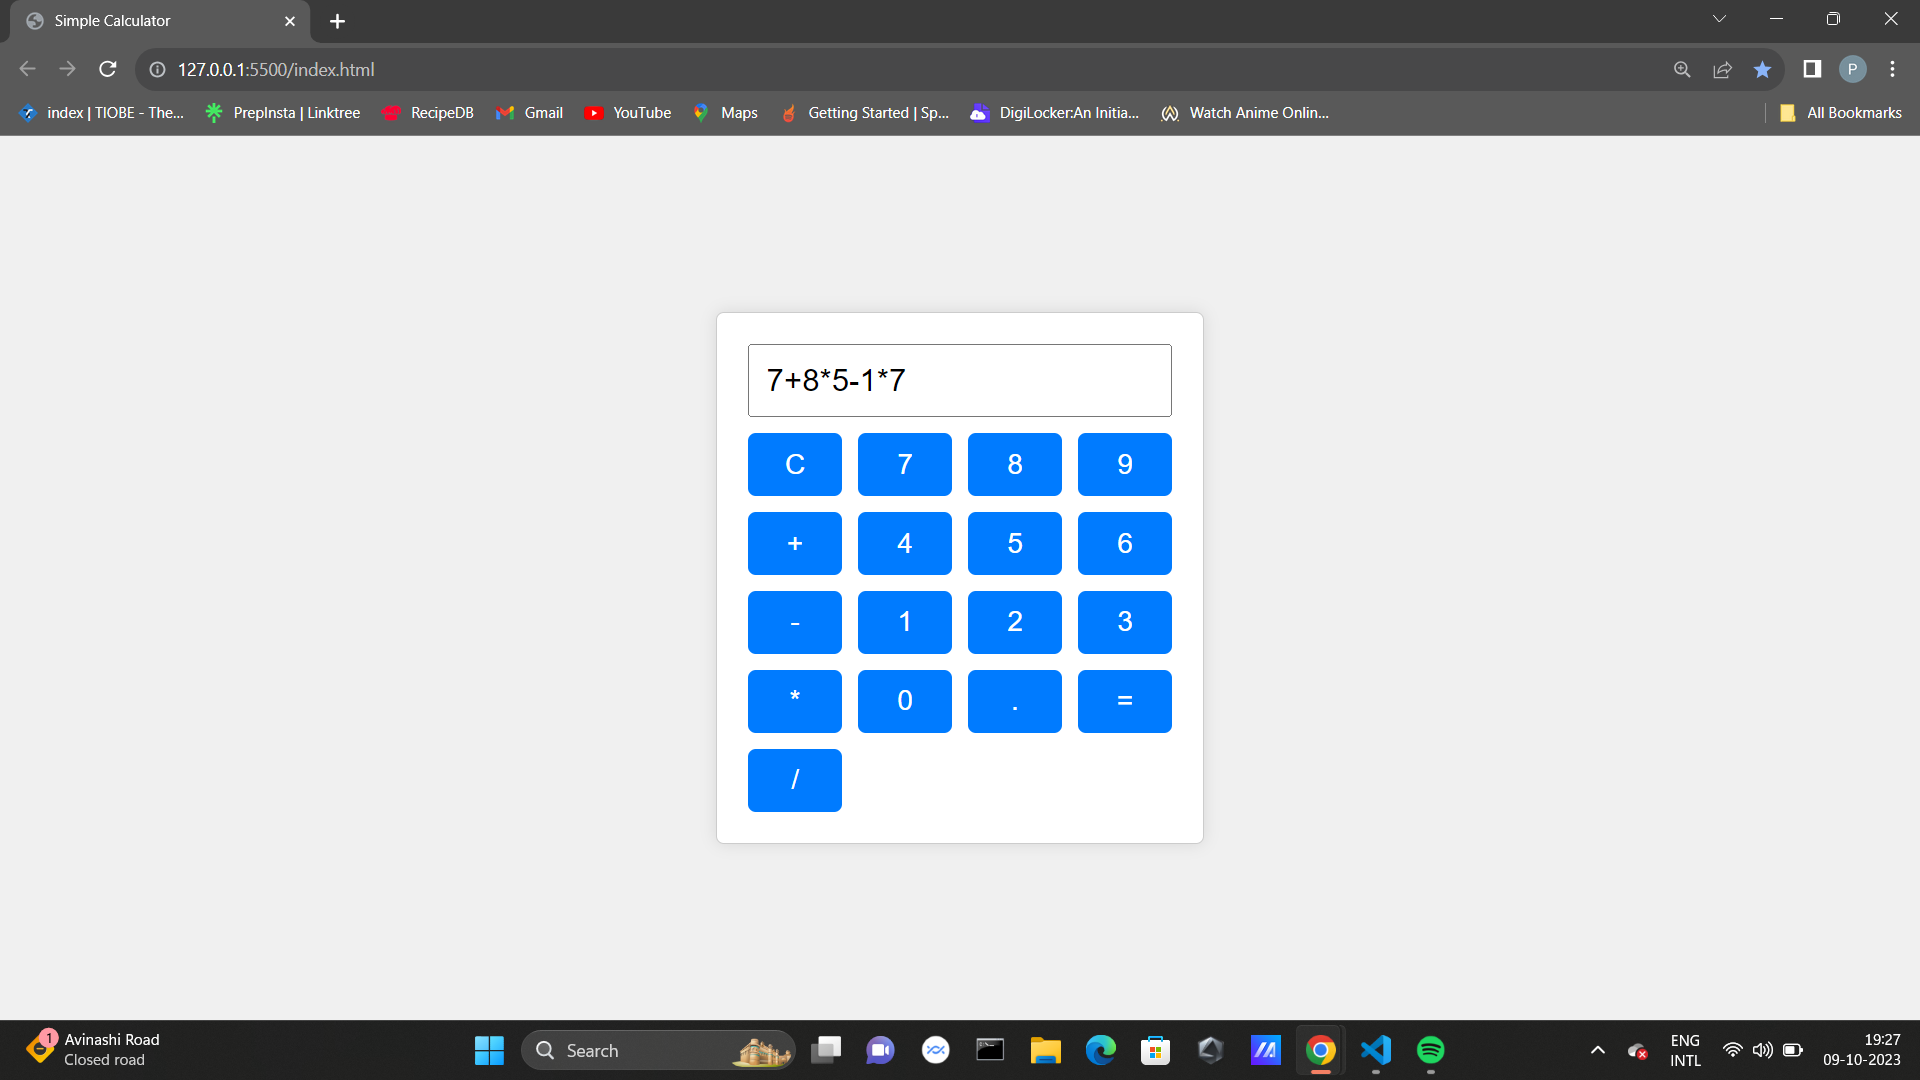 Simple Calculator
127.0.0.1:5500/index.html
P
index | TIOBE - The...
PrepInsta | Linktree
RecipeDB
Gmail
YouTube
Maps
Getting Started | Sp...
DigiLocker:An Initia...
Watch Anime Onlin...
All Bookmarks
7+8*5-1*7
C 7 8 9
+ 4 5 6
- 1 2 3
* 0 . =
/
1
Avinashi Road
Closed road
Search
ENG
INTL
19:27
09-10-2023